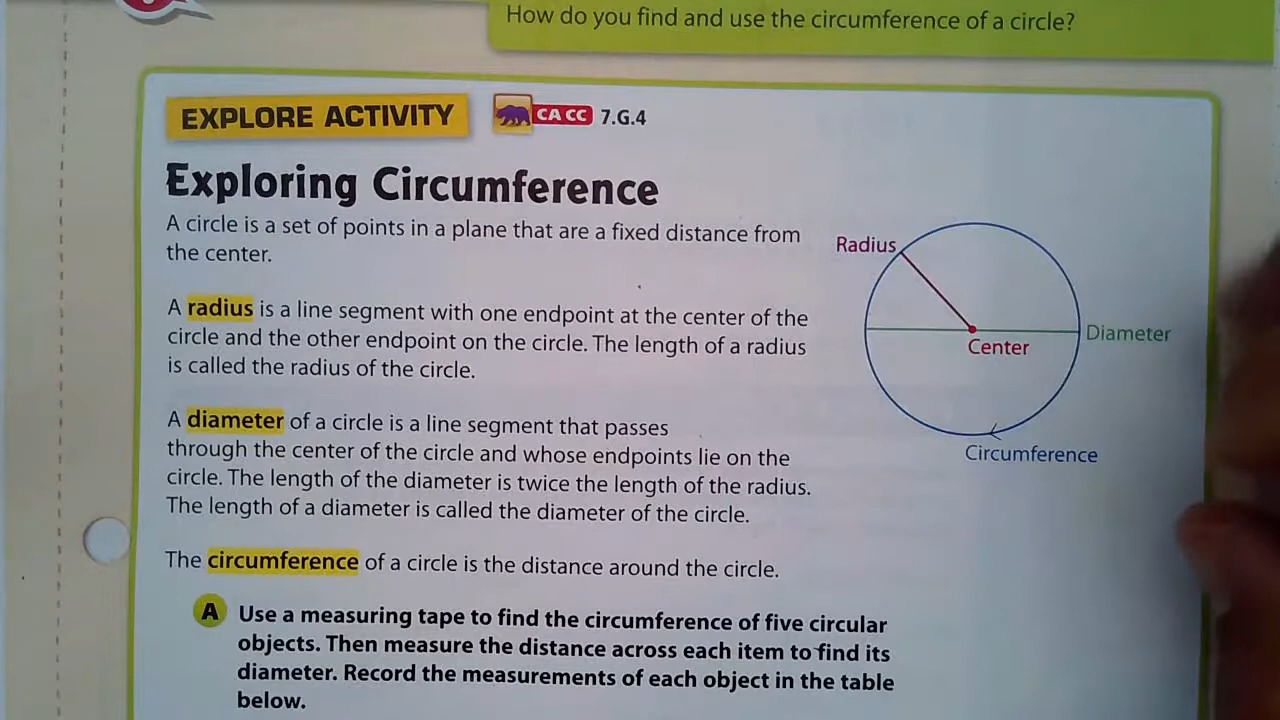 How do you find and use the circumference of a circle?
EXPLORE ACTIVITY
CA CC 7.G.4
Exploring Circumference
A circle is a set of points in a plane that are a fixed distance from
the center.
A radius is a line segment with one endpoint at the center of the
circle and the other endpoint on the circle. The length of a radius
is called the radius of the circle.
A diameter of a circle is a line segment that passes
through the center of the circle and whose endpoints lie on the
circle. The length of the diameter is twice the length of the radius.
The length of a diameter is called the diameter of the circle.
The circumference of a circle is the distance around the circle.
Radius
Center
Diameter
Circumference
A Use a measuring tape to find the circumference of five circular
objects. Then measure the distance across each item to find its
diameter. Record the measurements of each object in the table
below.